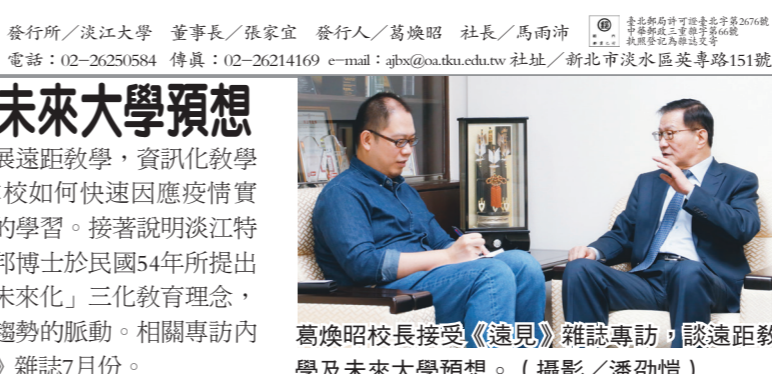 發行所／淡江大學　董事長／張家宜　發行人／葛煥昭　社長／馬雨沛
臺北郵局許可證臺北字第2676號
中華郵政三重雜字第66號
執照登記為雜誌交寄
電話：02-26250584　傳真：02-26214169 e-mail：ajbx@oa.tku.edu.tw 社址／新北市淡水區英專路151號
未來大學預想
展遠距教學，資訊化教學
校如何快速因應疫情實
的學習。接著說明淡江特
邦博士於民國54年所提出
未來化」三化教育理念，
趨勢的脈動。相關專訪內
》雜誌7月份。
葛煥昭校長接受《遠見》雜誌專訪，談遠距教
學及未來大學預想。（攝影／潘劭愷）